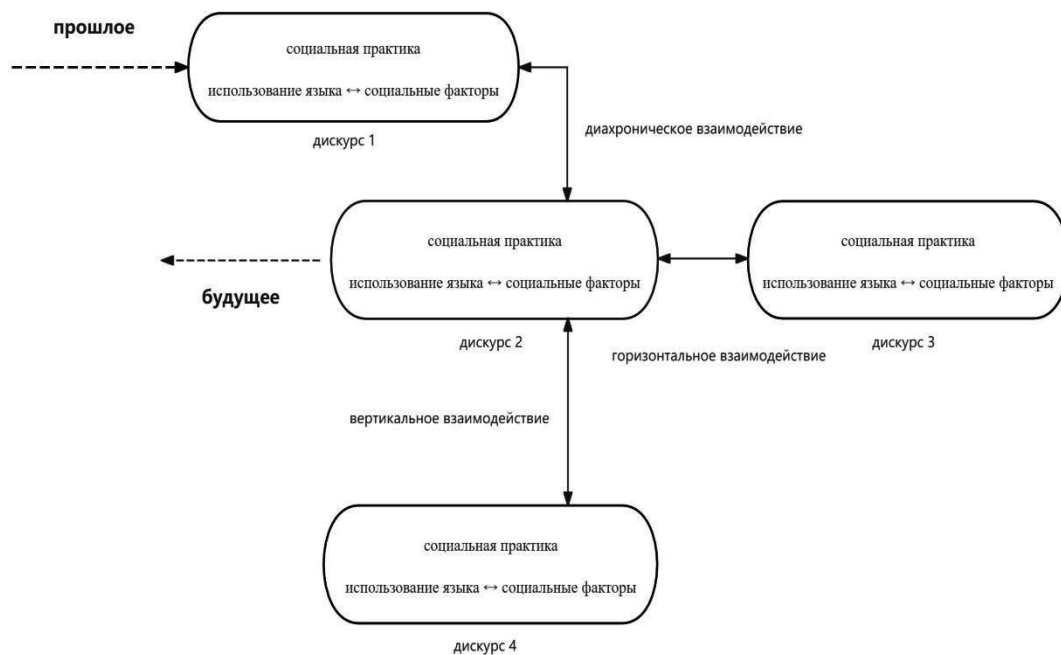 прошлое
социальная практика
использование языка ↔ социальные факторы
дискурс 1
диахроническое взаимодействие
социальная практика
использование языка ↔ социальные факторы
дискурс 2
социальная практика
использование языка ↔ социальные факторы
дискурс 3
будущее
горизонтальное взаимодействие
вертикальное взаимодействие
социальная практика
использование языка ↔ социальные факторы
дискурс 4